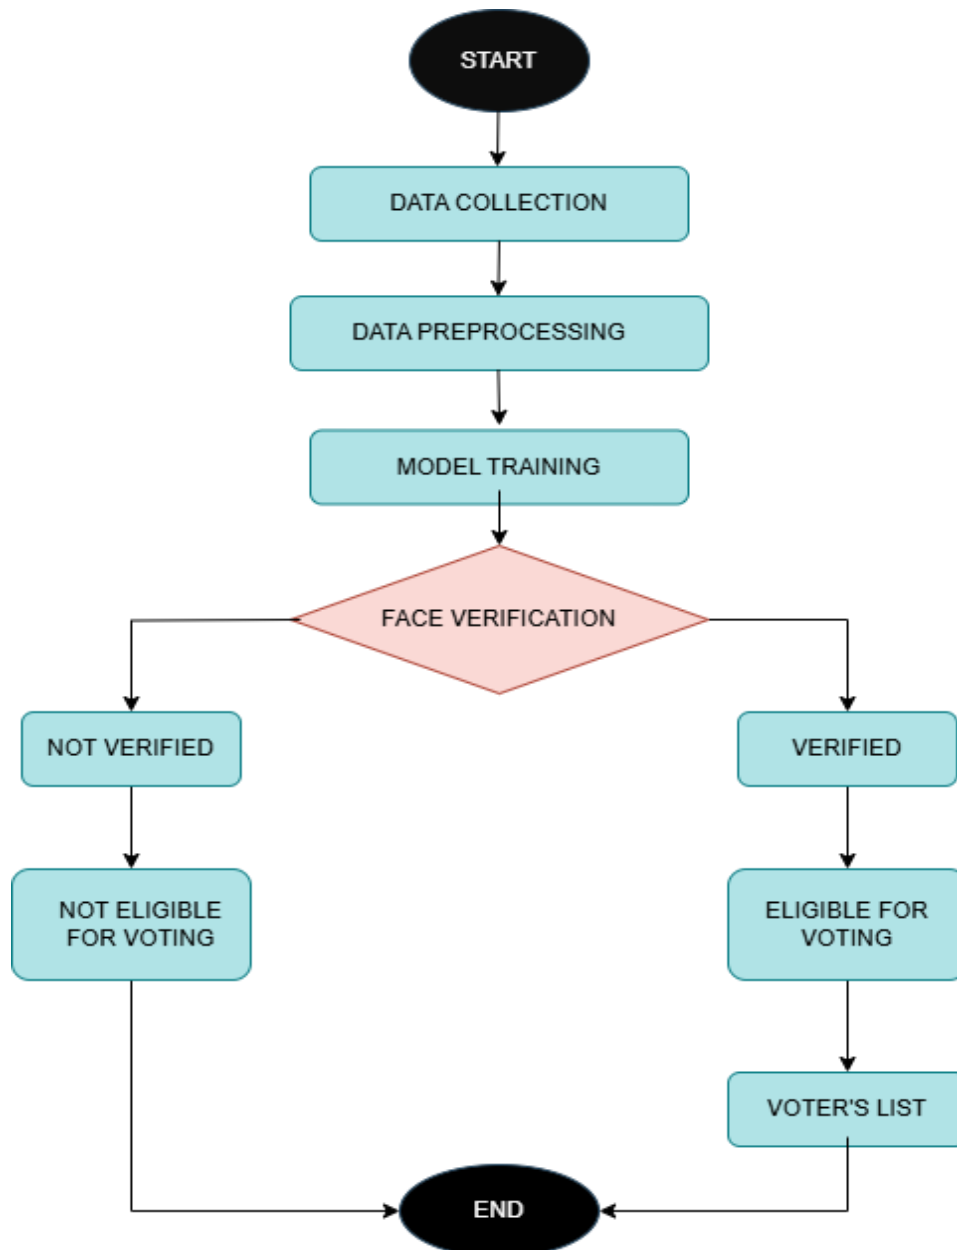 START
DATA COLLECTION
DATA PREPROCESSING
MODEL TRAINING
FACE VERIFICATION
NOT VERIFIED
VERIFIED
NOT ELIGIBLE
FOR VOTING
ELIGIBLE FOR
VOTING
VOTER'S LIST
END